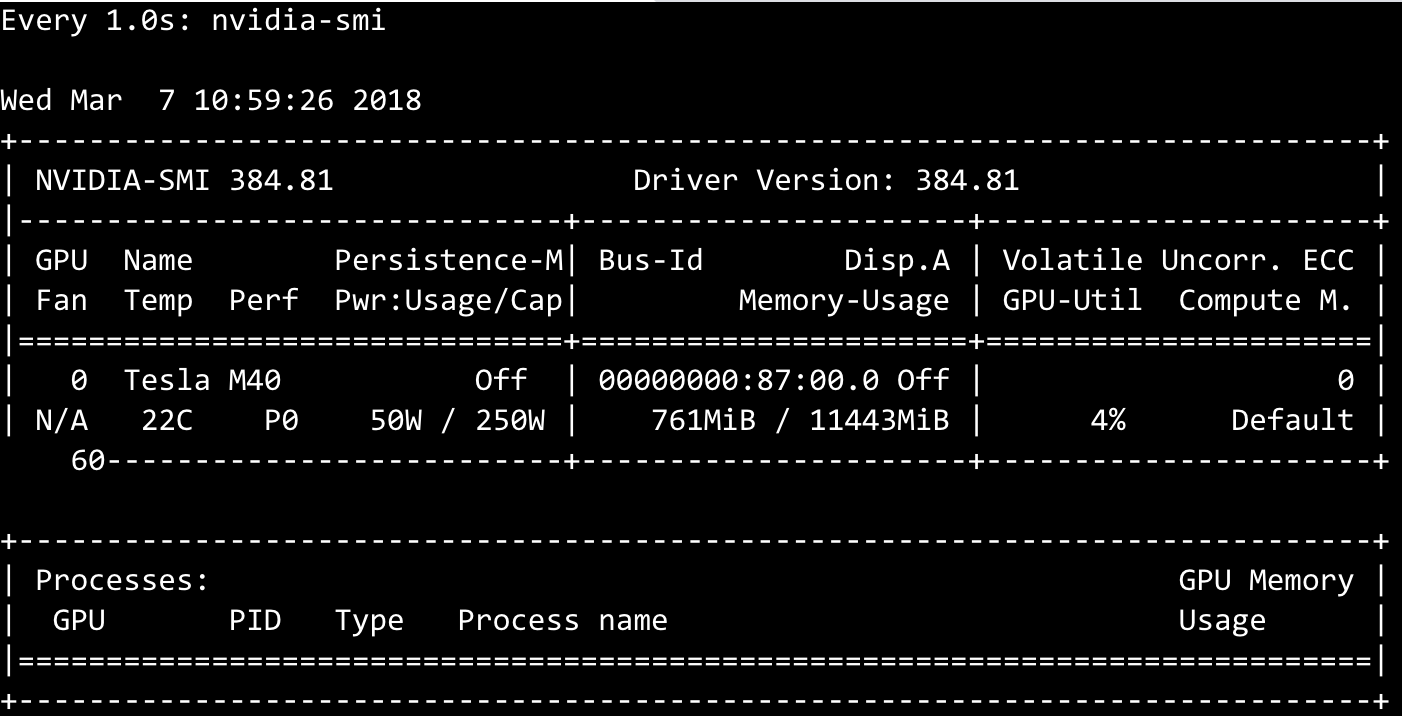 Every 1.0s: nvidia-smi
Wed Mar  7 10:59:26 2018
+-----------------------------------------------------------------------------+
| NVIDIA-SMI 384.81                 Driver Version: 384.81                    |
|-------------------------------+----------------------+----------------------+
| GPU  Name        Persistence-M| Bus-Id        Disp.A | Volatile Uncorr. ECC |
| Fan  Temp  Perf  Pwr:Usage/Cap|         Memory-Usage | GPU-Util  Compute M. |
|===============================+======================+======================|
|   0  Tesla M40           Off  | 00000000:87:00.0 Off |                    0 |
| N/A   22C    P0    50W / 250W |    761MiB / 11443MiB |      4%      Default |
    60--------------------------+----------------------+----------------------+
+-----------------------------------------------------------------------------+
| Processes:                                                       GPU Memory |
|  GPU       PID   Type   Process name                             Usage      |
|=============================================================================|
+-----------------------------------------------------------------------------+